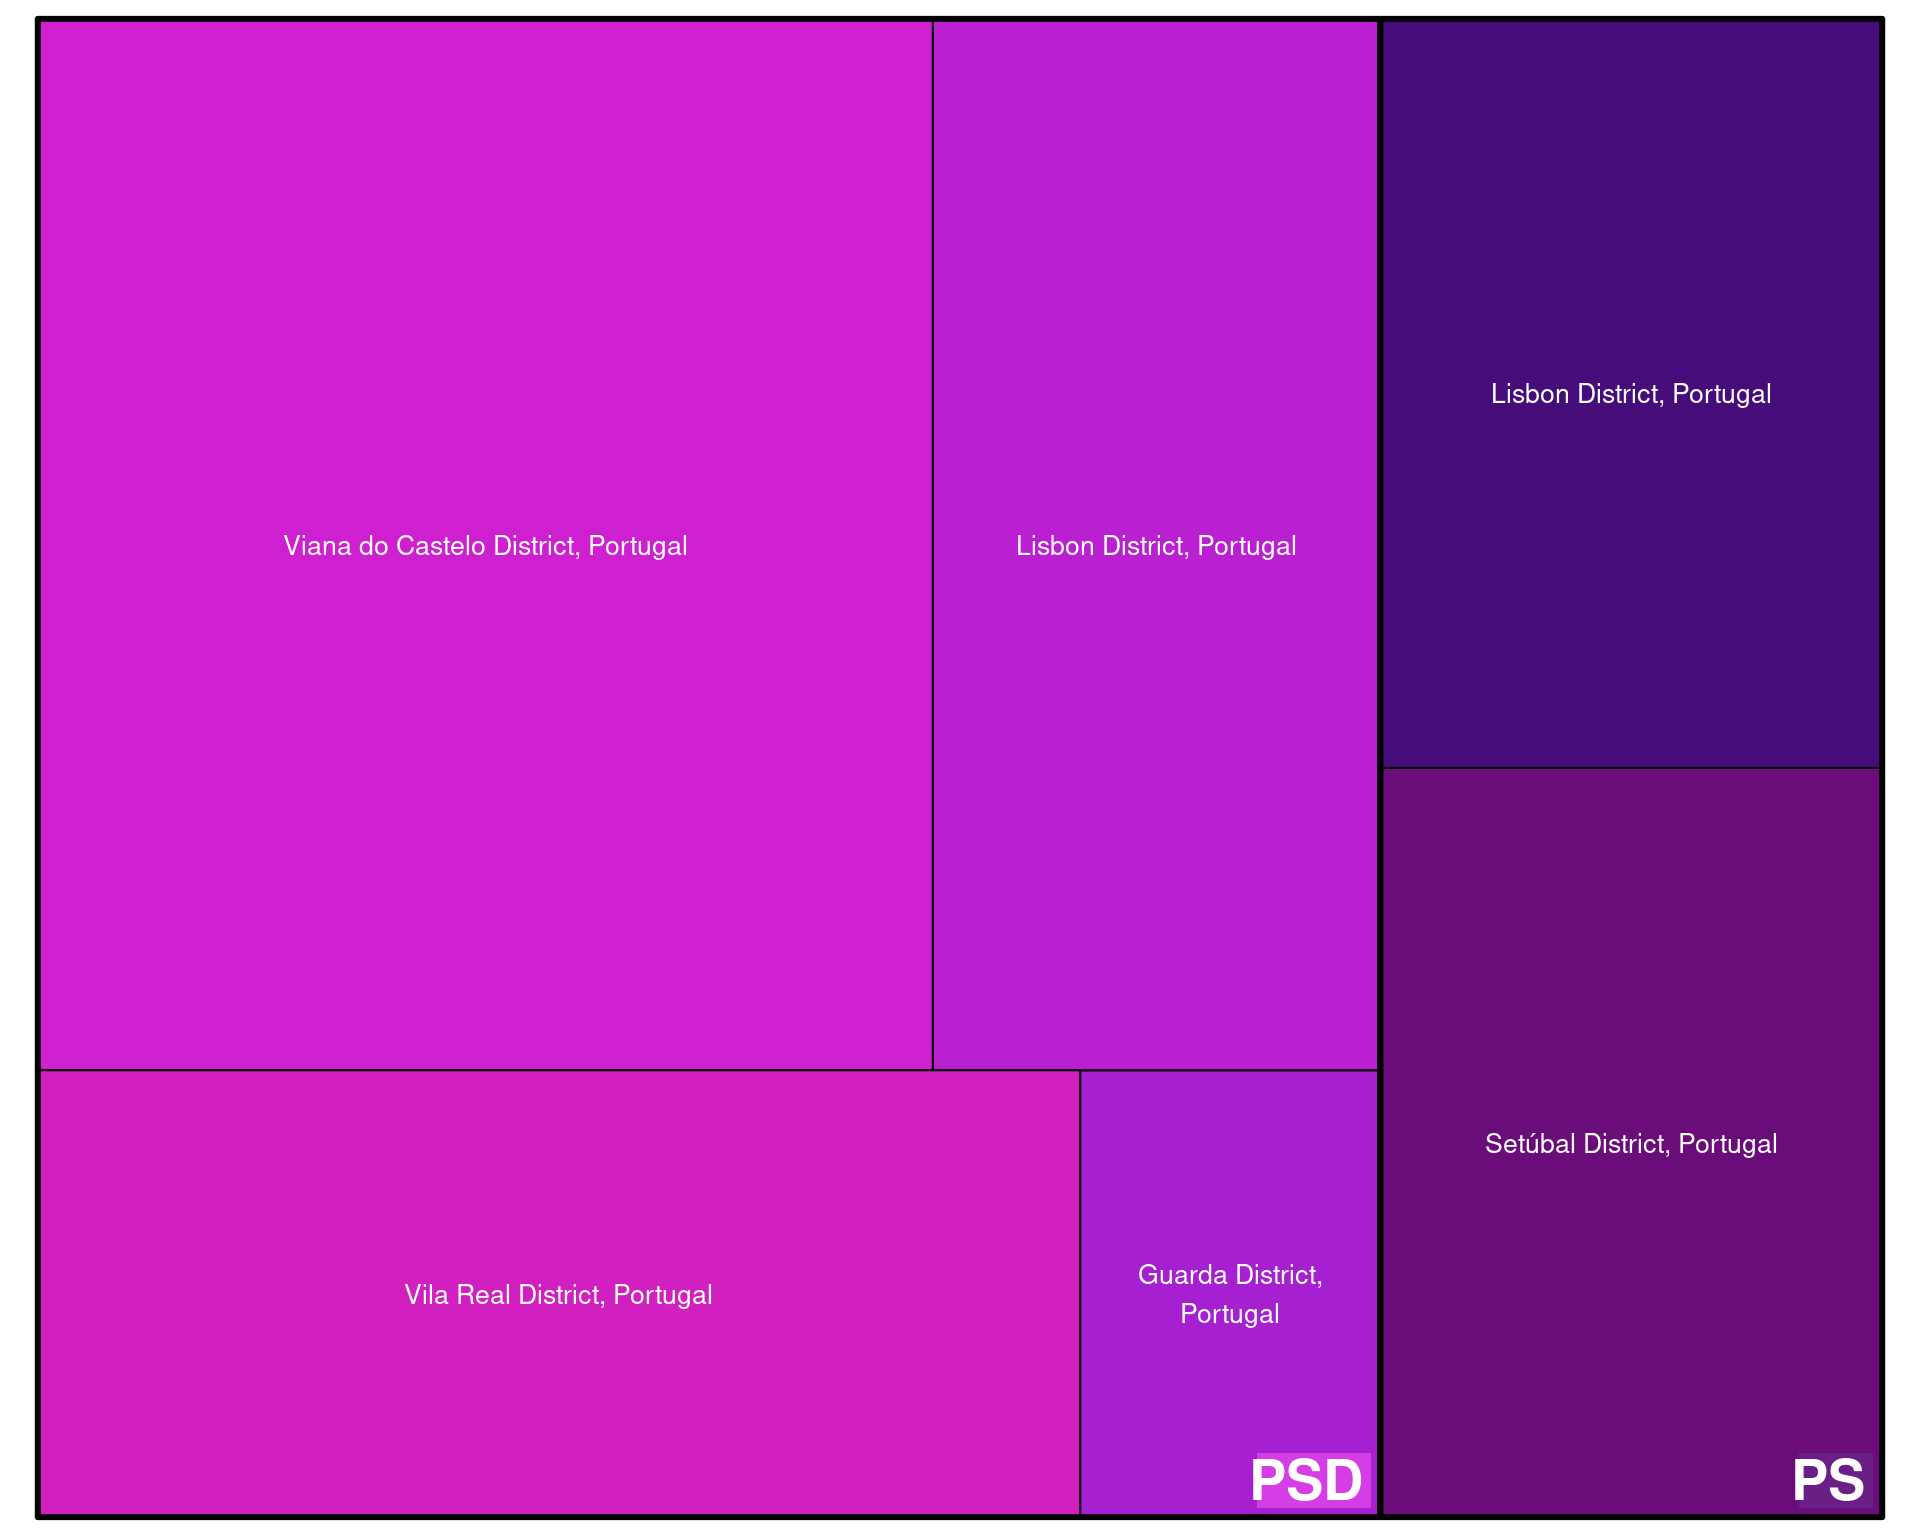 Viana do Castelo District, Portugal
Lisbon District, Portugal
Lisbon District, Portugal
Vila Real District, Portugal
Guarda District,
Portugal
Setúbal District, Portugal
PSD
PS